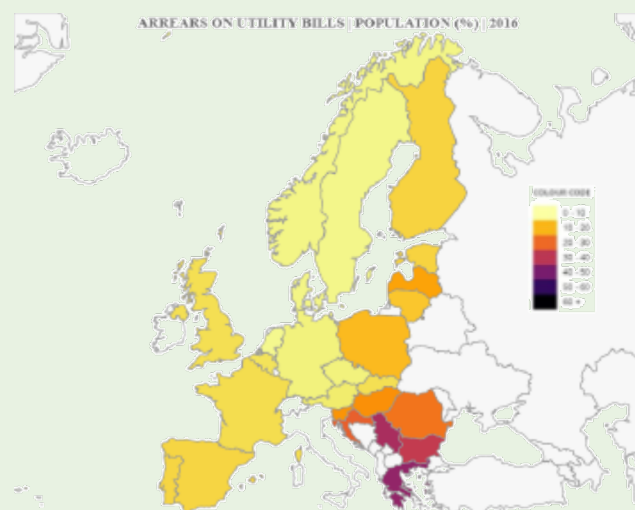 ARREARS ON UTILITY BILLS | POPULATION (%) | 2016
COLOUR CODE
0 - 10
10 - 20
20 - 30
30 - 40
40 - 50
50 - 60
60 +